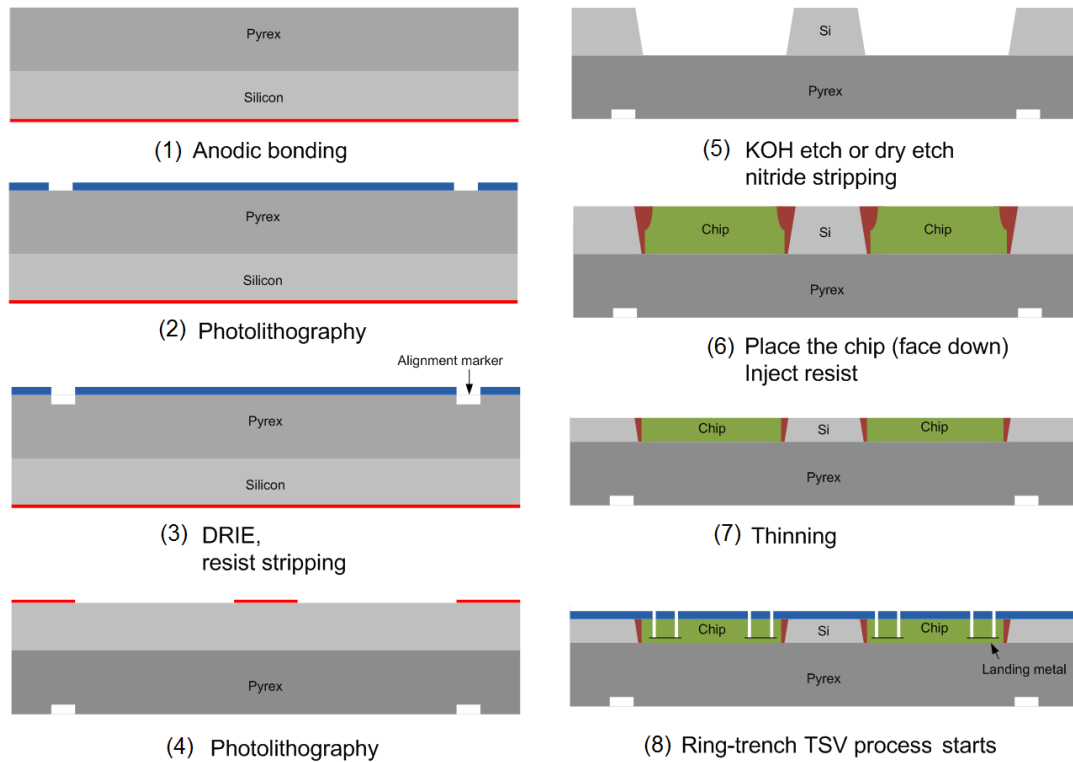 Pyrex
Silicon
(1) Anodic bonding
Pyrex
Silicon
(2) Photolithography
Alignment marker
Pyrex
Silicon
(3) DRIE,
resist stripping
Pyrex
(4) Photolithography
Si
Pyrex
(5) KOH etch or dry etch
nitride stripping
Chip Si Chip
Pyrex
(6) Place the chip (face down)
Inject resist
Chip Si Chip
Pyrex
(7) Thinning
Chip Si Chip
Landing metal
Pyrex
(8) Ring-trench TSV process starts